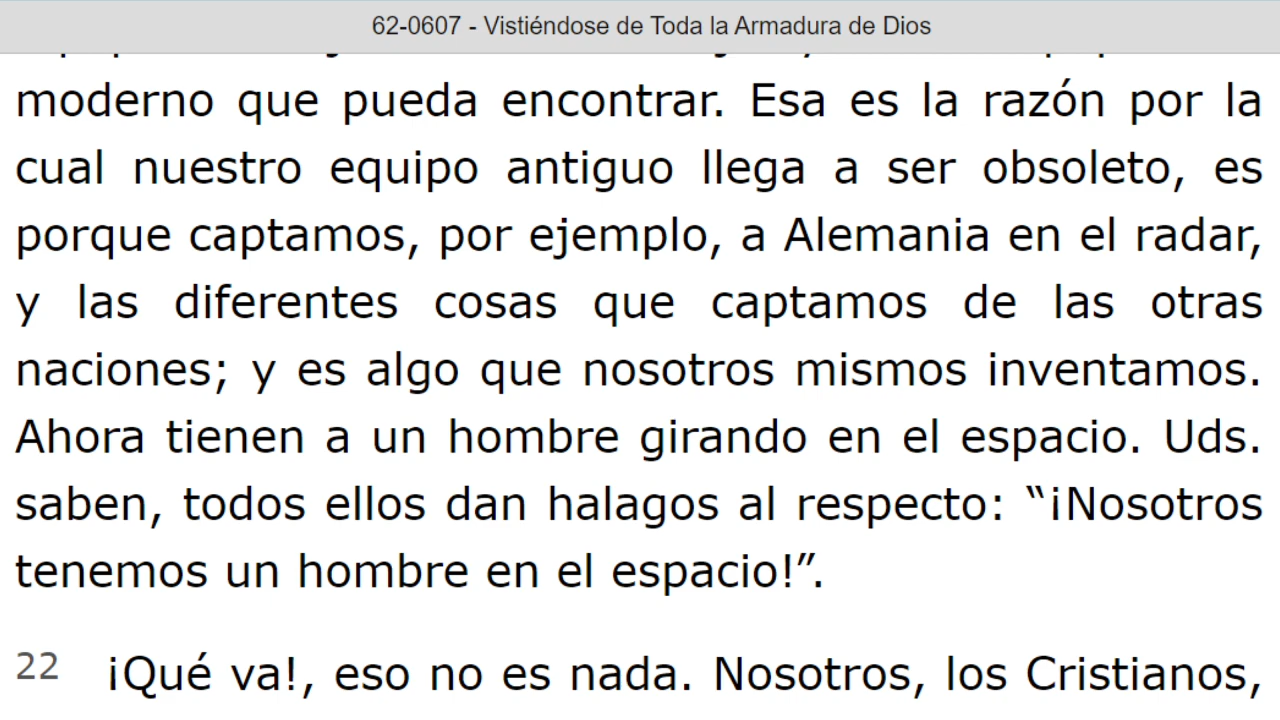 62-0607 - Vistiéndose de Toda la Armadura de Dios
moderno que pueda encontrar. Esa es la razón por la
cual nuestro equipo antiguo llega a ser obsoleto, es
porque captamos, por ejemplo, a Alemania en el radar,
y las diferentes cosas que captamos de las otras
naciones; y es algo que nosotros mismos inventamos.
Ahora tienen a un hombre girando en el espacio. Uds.
saben, todos ellos dan halagos al respecto: “¡Nosotros
tenemos un hombre en el espacio!”.
22 ¡Qué va!, eso no es nada. Nosotros, los Cristianos,